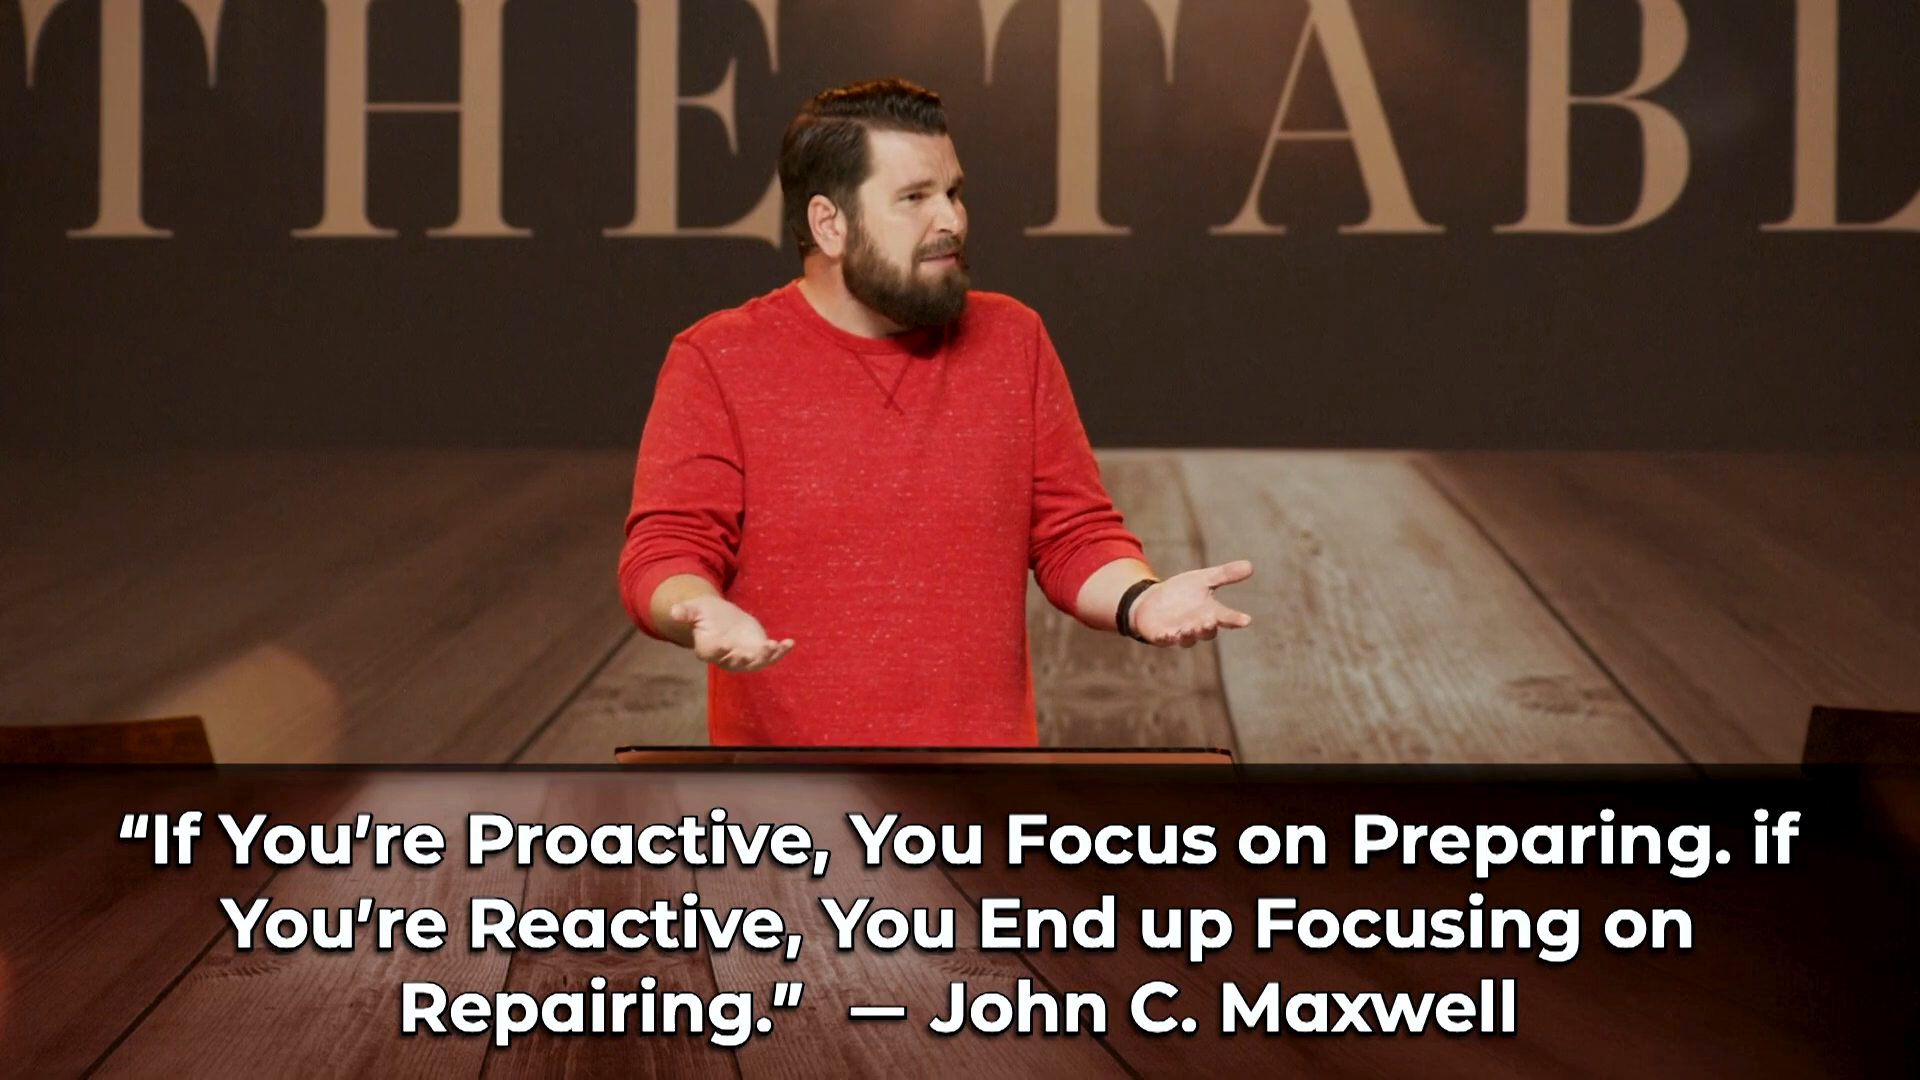 THE TABL
“If You’re Proactive, You Focus on Preparing. if
You’re Reactive, You End up Focusing on
Repairing.” — John C. Maxwell